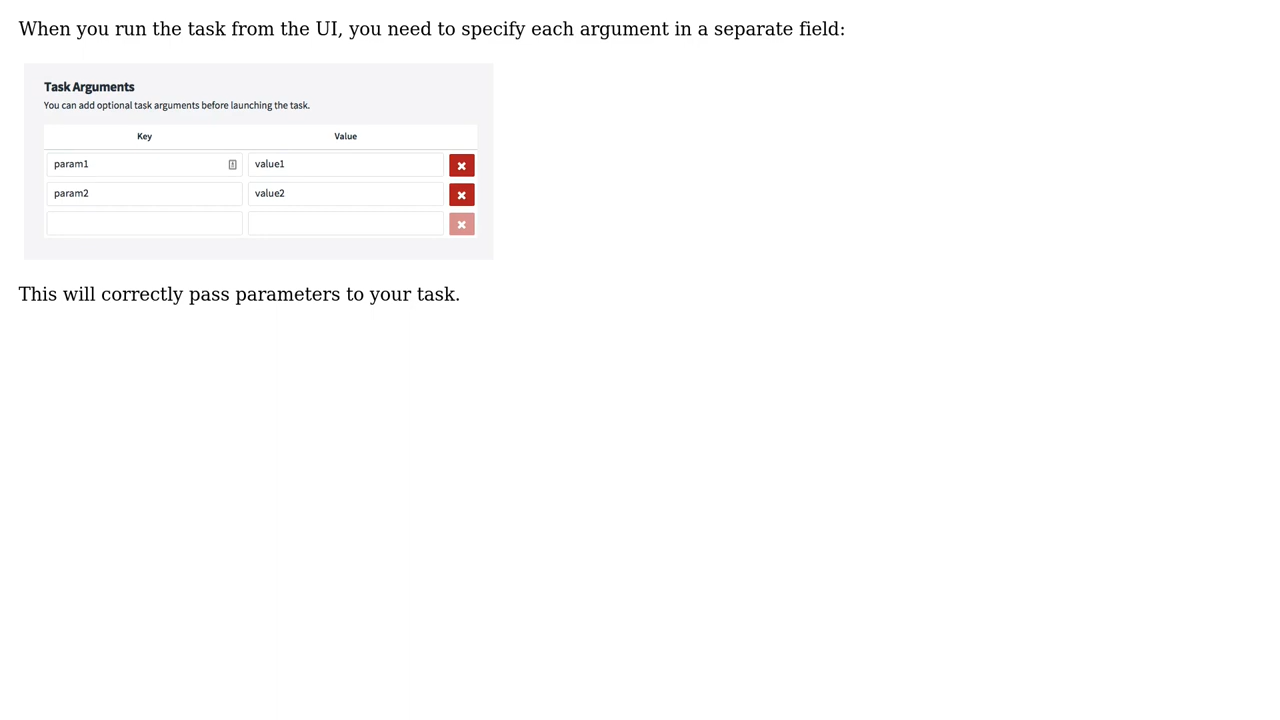 When you run the task from the UI, you need to specify each argument in a separate field:
Task Arguments
You can add optional task arguments before launching the task.
Key Value
param1 value1
param2 value2
This will correctly pass parameters to your task.